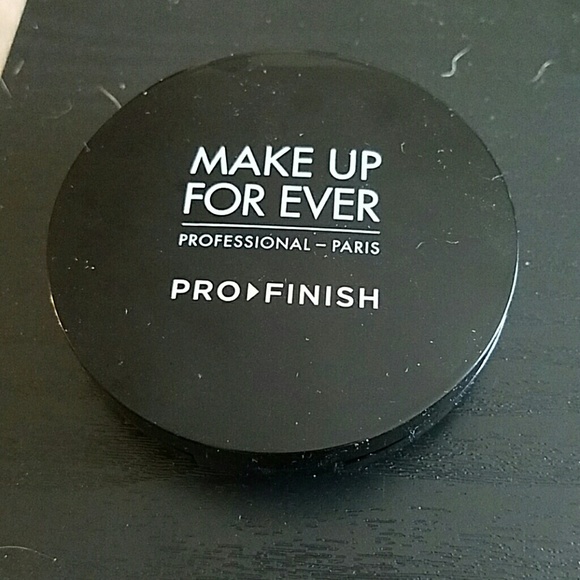 MAKE UP
FOR EVER
PROFESSIONAL – PARIS
PRO▶FINISH